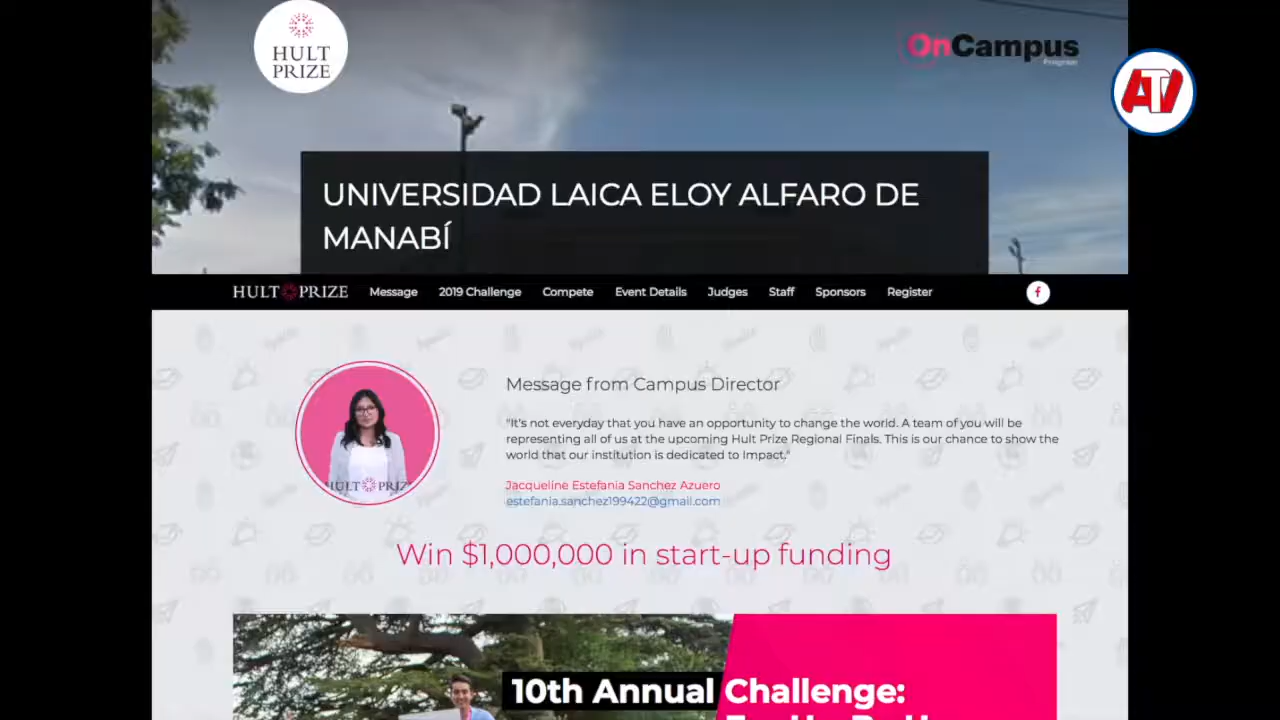 HULT
PRIZE
OnCampus
Program
ATV
UNIVERSIDAD LAICA ELOY ALFARO DE
MANABÍ
HULT PRIZE Message 2019 Challenge Compete Event Details Judges Staff Sponsors Register
Message from Campus Director
"It's not everyday that you have an opportunity to change the world. A team of you will be
representing all of us at the upcoming Hult Prize Regional Finals. This is our chance to show the
world that our institution is dedicated to Impact."
HULT PRIZ
Jacqueline Estefania Sanchez Azuero
estefania.sanchez199422@gmail.com
Win $1,000,000 in start-up funding
10th Annual Challenge: